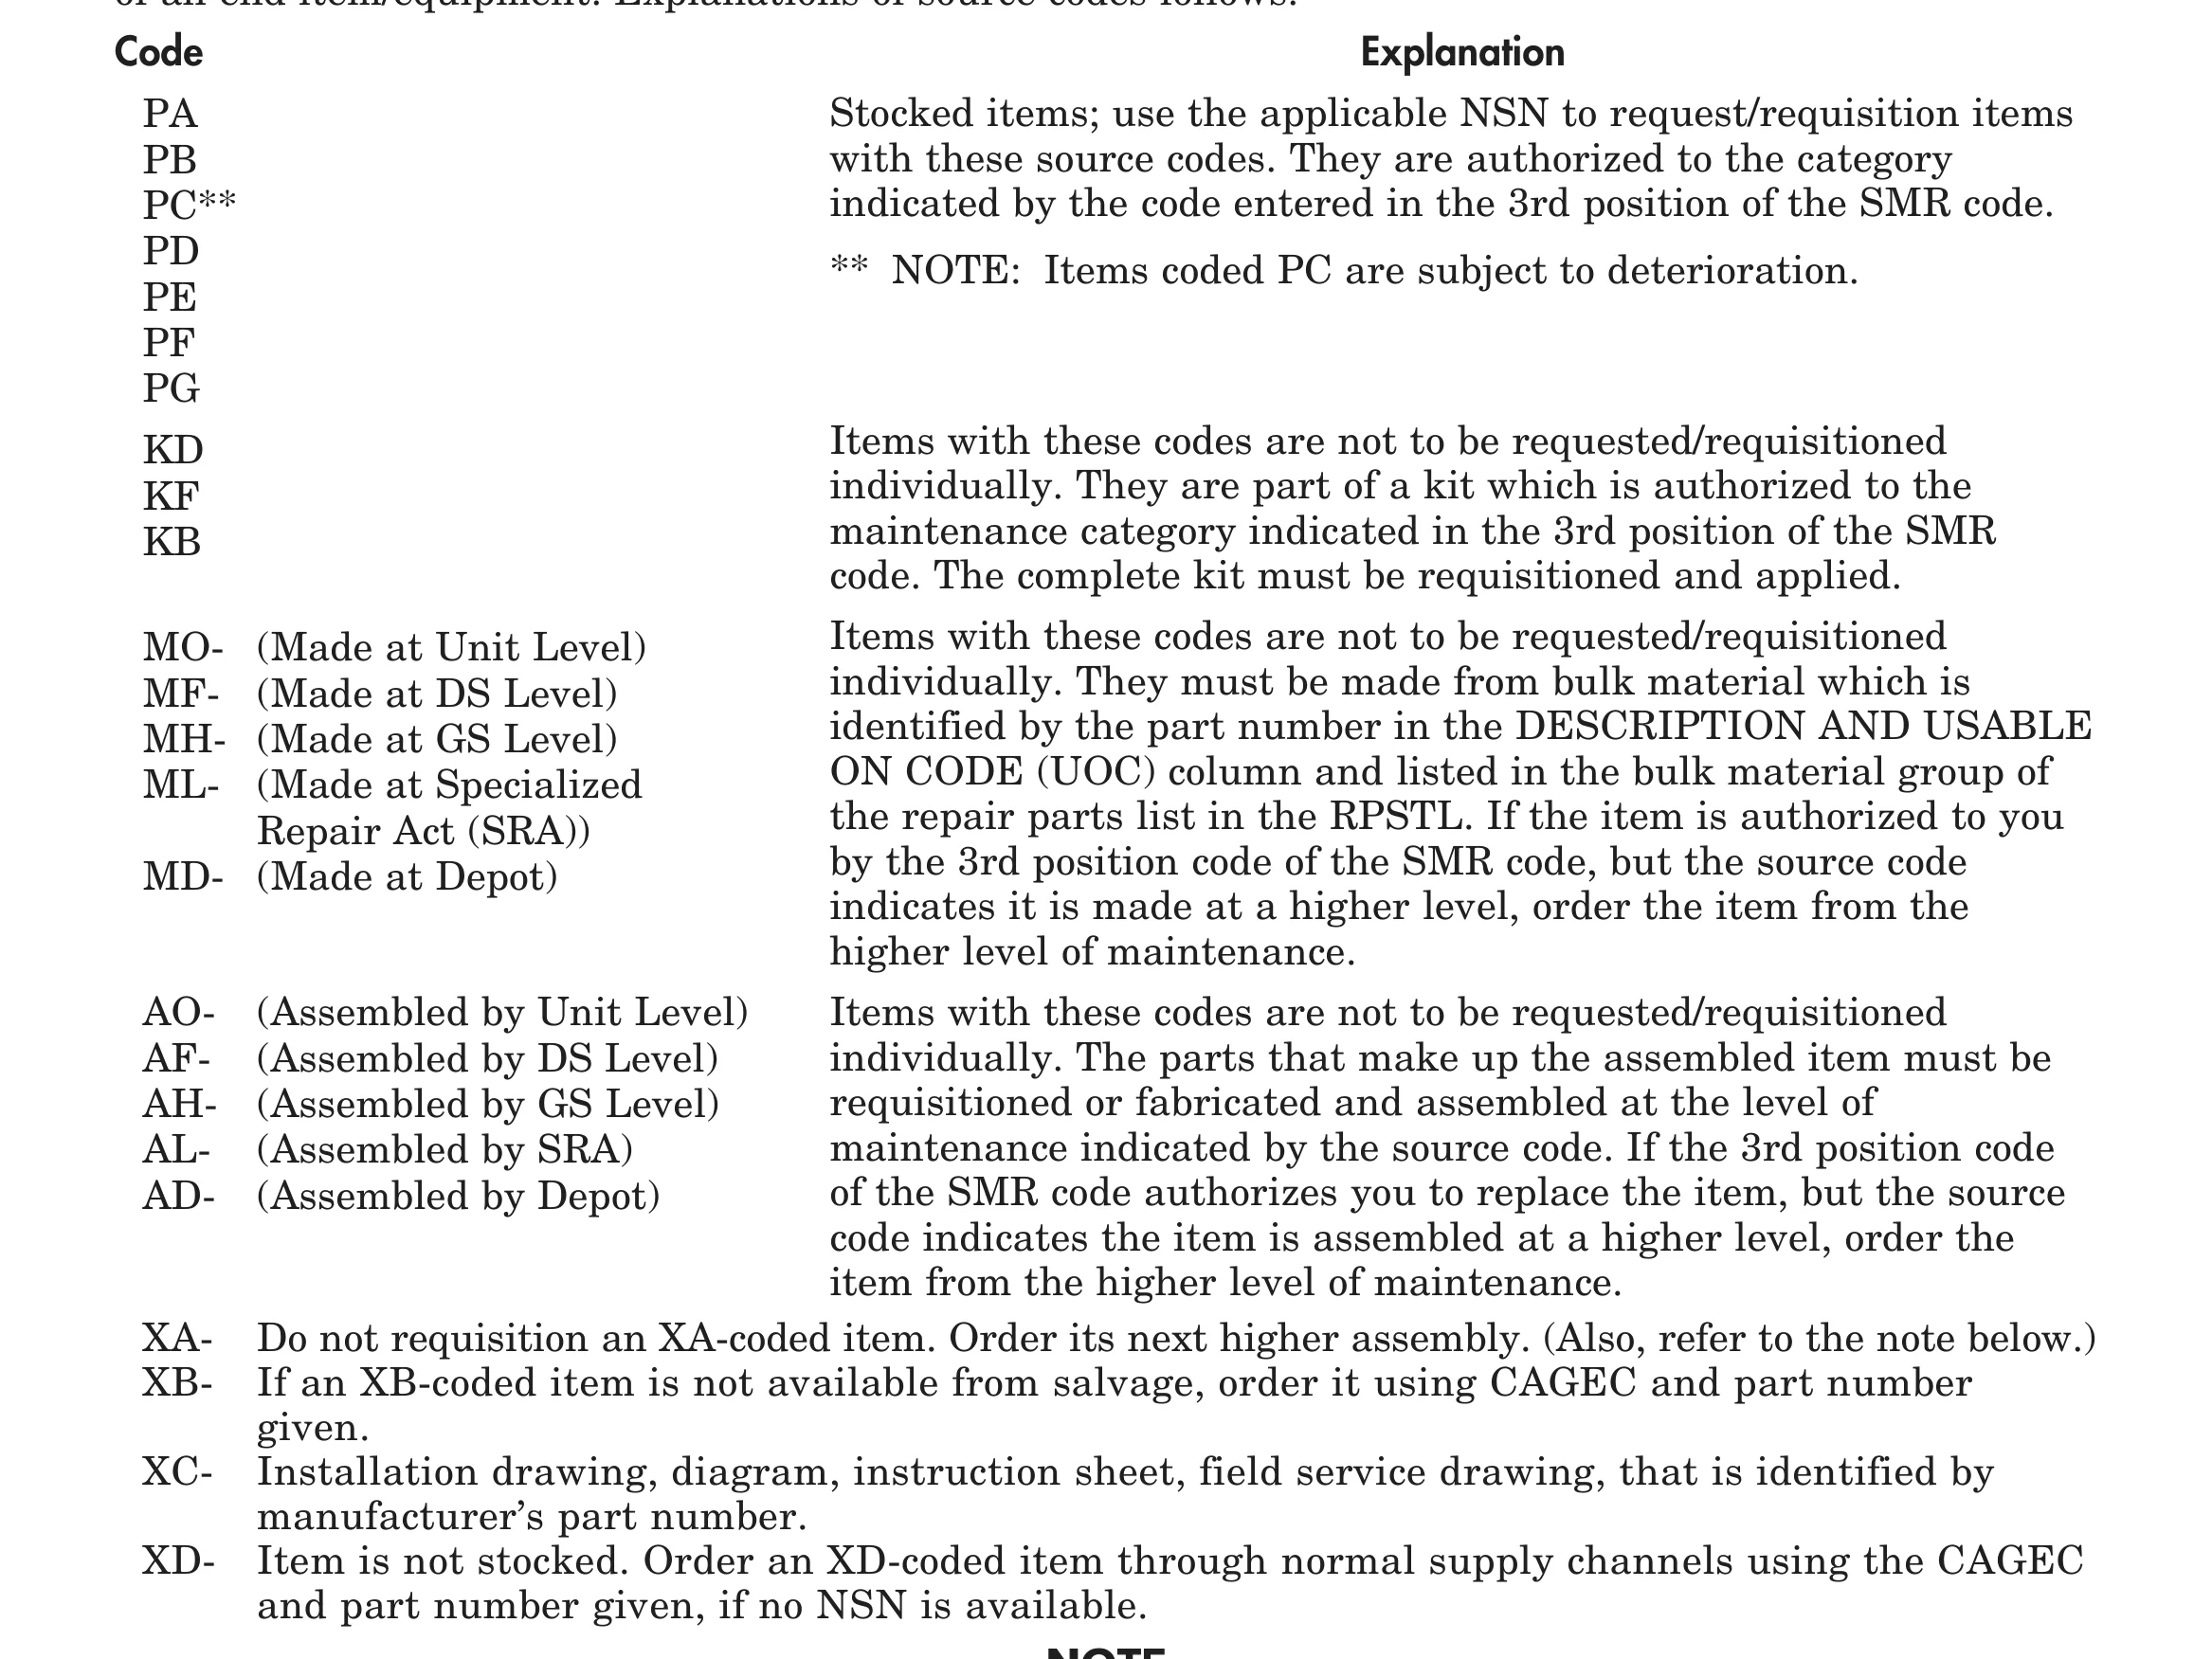 of an end item/equipment. Explanations of source codes follows:
Code Explanation
PA
PB
PC**
PD
PE
PF
PG
Stocked items; use the applicable NSN to request/requisition items
with these source codes. They are authorized to the category
indicated by the code entered in the 3rd position of the SMR code.
** NOTE: Items coded PC are subject to deterioration.
KD
KF
KB
Items with these codes are not to be requested/requisitioned
individually. They are part of a kit which is authorized to the
maintenance category indicated in the 3rd position of the SMR
code. The complete kit must be requisitioned and applied.
MO- (Made at Unit Level)
MF- (Made at DS Level)
MH- (Made at GS Level)
ML- (Made at Specialized
Repair Act (SRA))
MD- (Made at Depot)
Items with these codes are not to be requested/requisitioned
individually. They must be made from bulk material which is
identified by the part number in the DESCRIPTION AND USABLE
ON CODE (UOC) column and listed in the bulk material group of
the repair parts list in the RPSTL. If the item is authorized to you
by the 3rd position code of the SMR code, but the source code
indicates it is made at a higher level, order the item from the
higher level of maintenance.
AO- (Assembled by Unit Level)
AF- (Assembled by DS Level)
AH- (Assembled by GS Level)
AL- (Assembled by SRA)
AD- (Assembled by Depot)
Items with these codes are not to be requested/requisitioned
individually. The parts that make up the assembled item must be
requisitioned or fabricated and assembled at the level of
maintenance indicated by the source code. If the 3rd position code
of the SMR code authorizes you to replace the item, but the source
code indicates the item is assembled at a higher level, order the
item from the higher level of maintenance.
XA- Do not requisition an XA-coded item. Order its next higher assembly. (Also, refer to the note below.)
XB- If an XB-coded item is not available from salvage, order it using CAGEC and part number
given.
XC- Installation drawing, diagram, instruction sheet, field service drawing, that is identified by
manufacturer's part number.
XD- Item is not stocked. Order an XD-coded item through normal supply channels using the CAGEC
and part number given, if no NSN is available.
NOTE